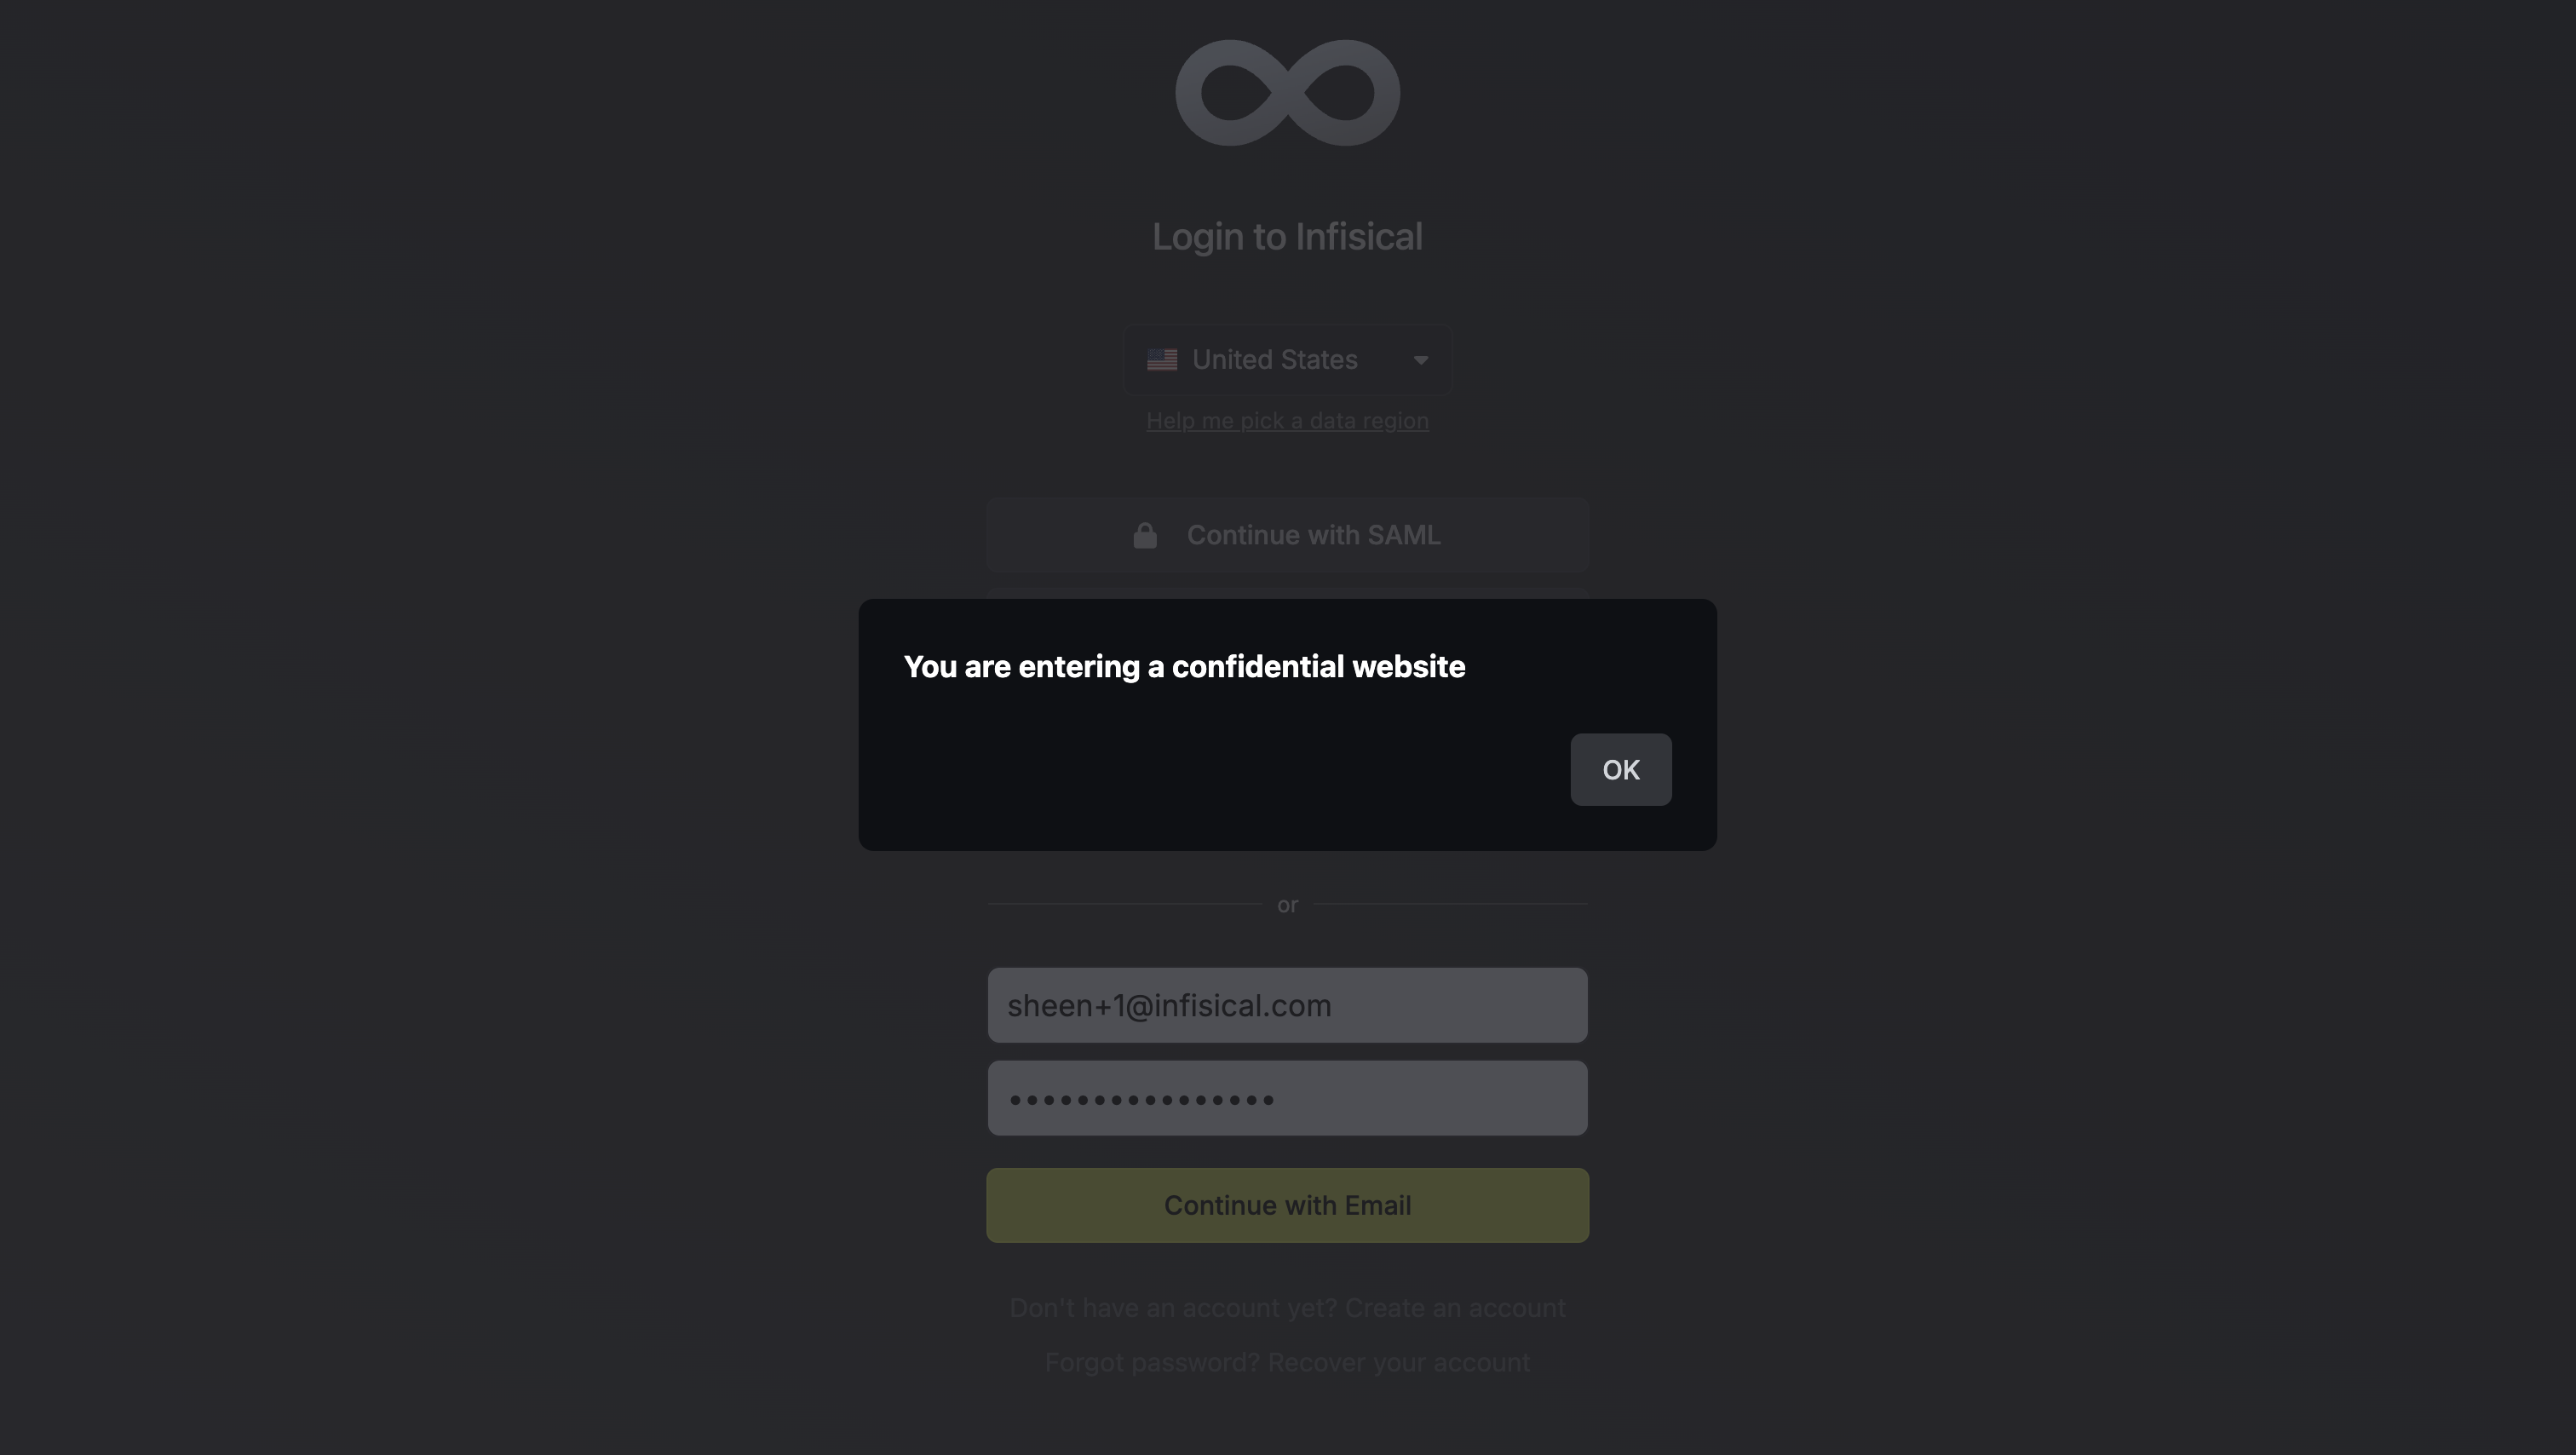 Login to Infisical
United States
Help me pick a data region
Continue with SAML
You are entering a confidential website
OK
or
sheen+1@infisical.com
••••••••••••••••
Continue with Email
Don't have an account yet? Create an account
Forgot password? Recover your account